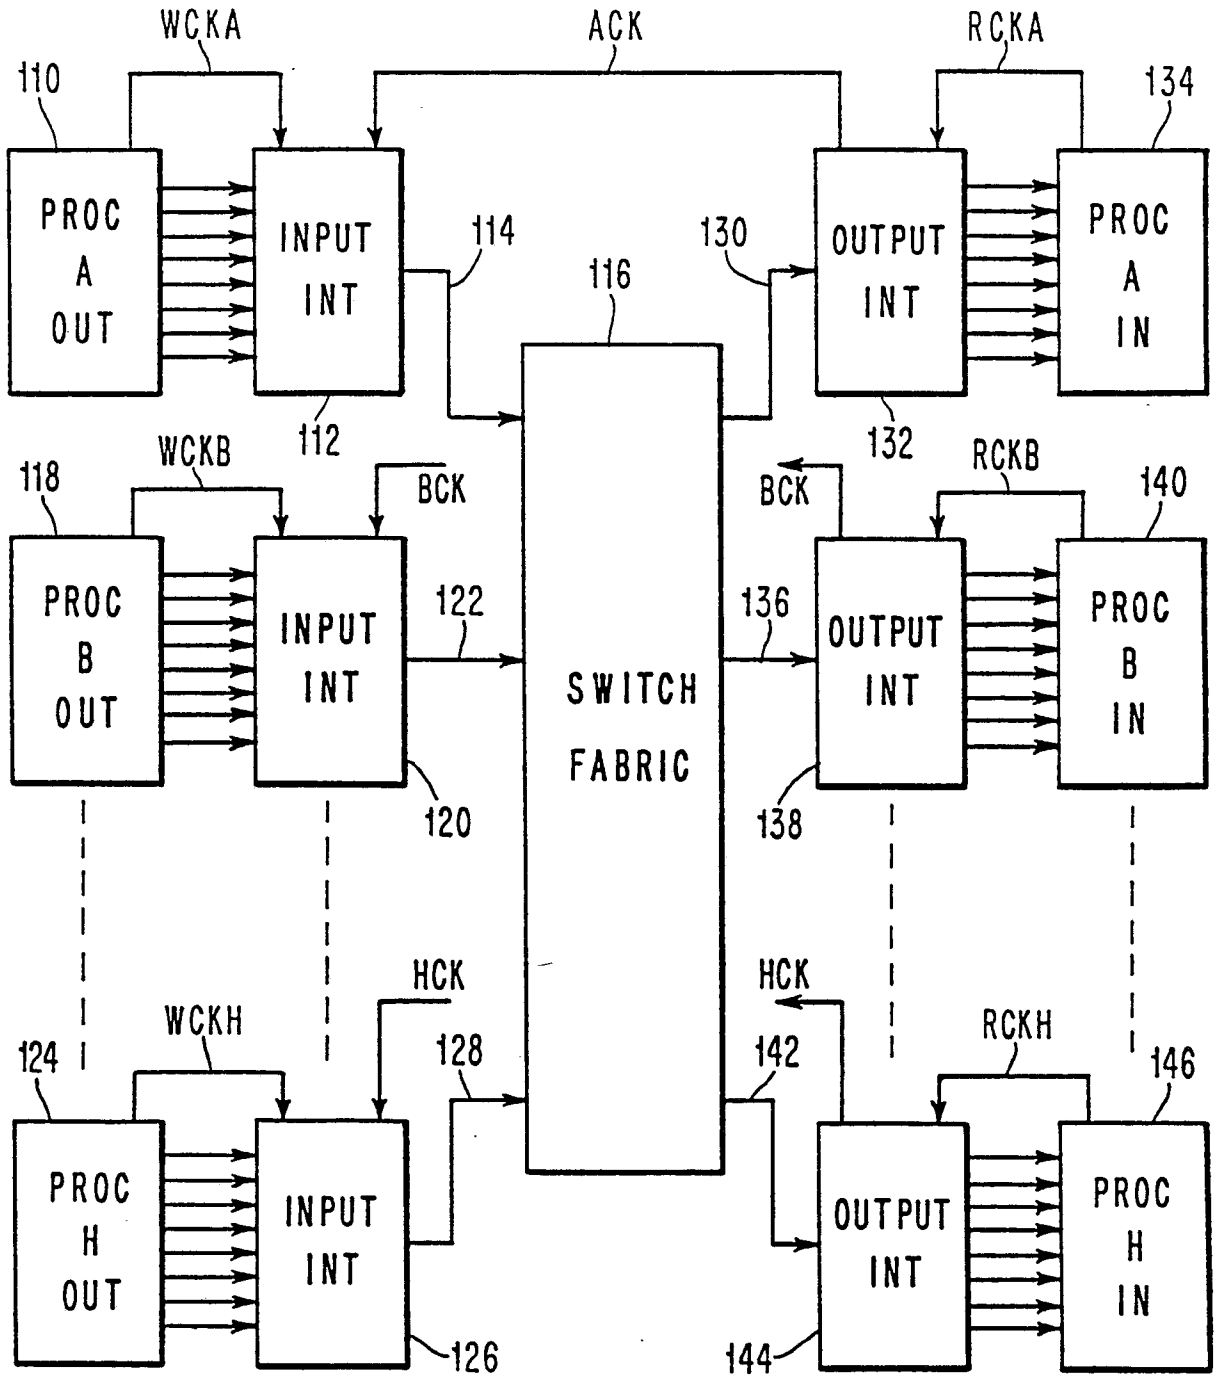 WCKA
ACK
RCKA
110
134
PROC
A
OUT
INPUT
INT
114
130
OUTPUT
INT
PROC
A
IN
116
112
132
WCKB
BCK
BCK
RCKB
118
140
PROC
B
OUT
INPUT
INT
122
136
OUTPUT
INT
PROC
B
IN
SWITCH
FABRIC
120
138
HCK
HCK
WCKH
RCKH
124
128
142
146
PROC
H
OUT
INPUT
INT
OUTPUT
INT
PROC
H
IN
126
144